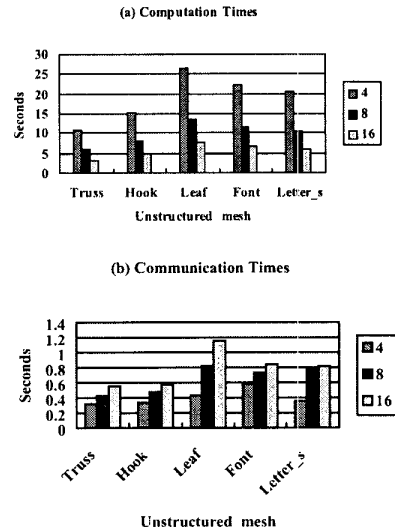 (a) Computation Times
30
25
20
15
10
5
0
Seconds
Truss Hook Leaf Font Letter_s
Unstructured mesh
4
8
16
(b) Communication Times
1.4
1.2
1
0.8
0.6
0.4
0.2
0
Seconds
Truss Hook Leaf Font Letter_s
Unstructured mesh
4
8
16